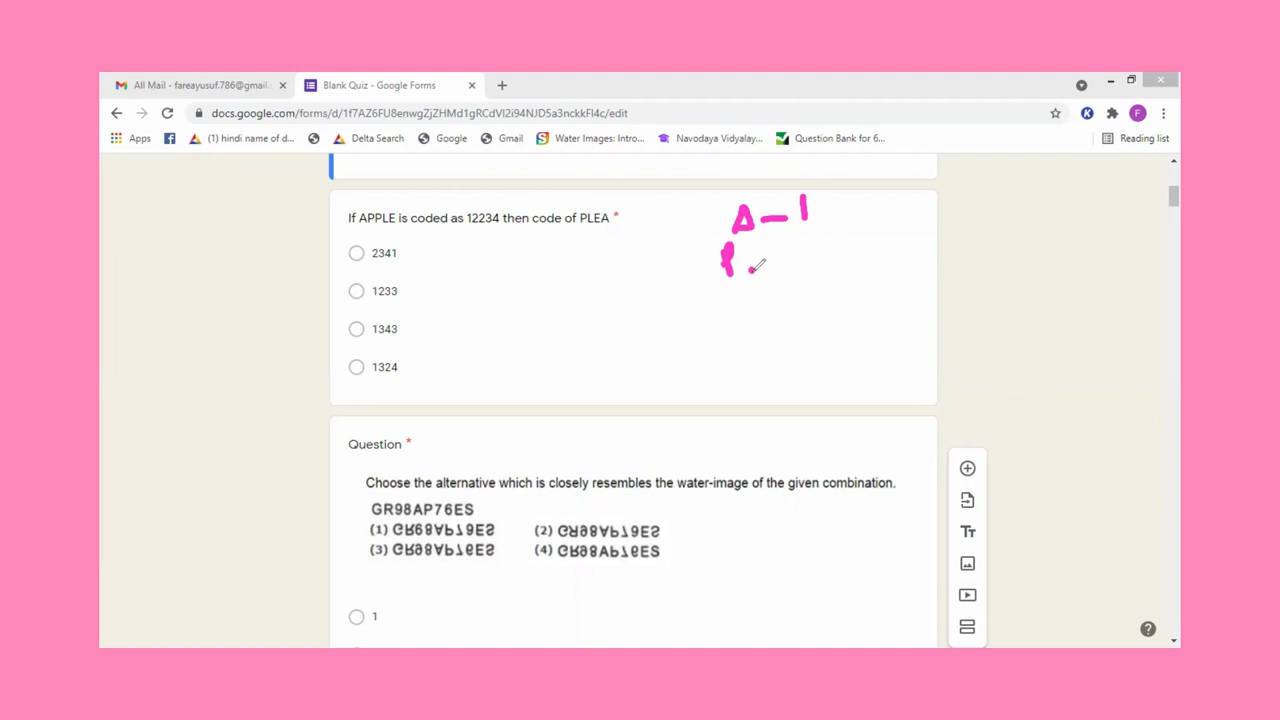 All Mail - fareayusuf.786@gmail.
Blank Quiz - Google Forms
docs.google.com/forms/d/1f7AZ6FU8enwgZjZHMd1gRCdVI2i94NJD5a3nckkFl4c/edit
F
Apps
(1) hindi name of d...
Delta Search
Google
Gmail
Water Images: Intro...
Navodaya Vidyalay...
Question Bank for 6...
Reading list
If APPLE is coded as 12234 then code of PLEA *
A - 1
P
2341
1233
1343
1324
Question *
Choose the alternative which is closely resembles the water-image of the given combination.
GR98AP76ES
(1)
(2)
(3)
(4)
1
Tт